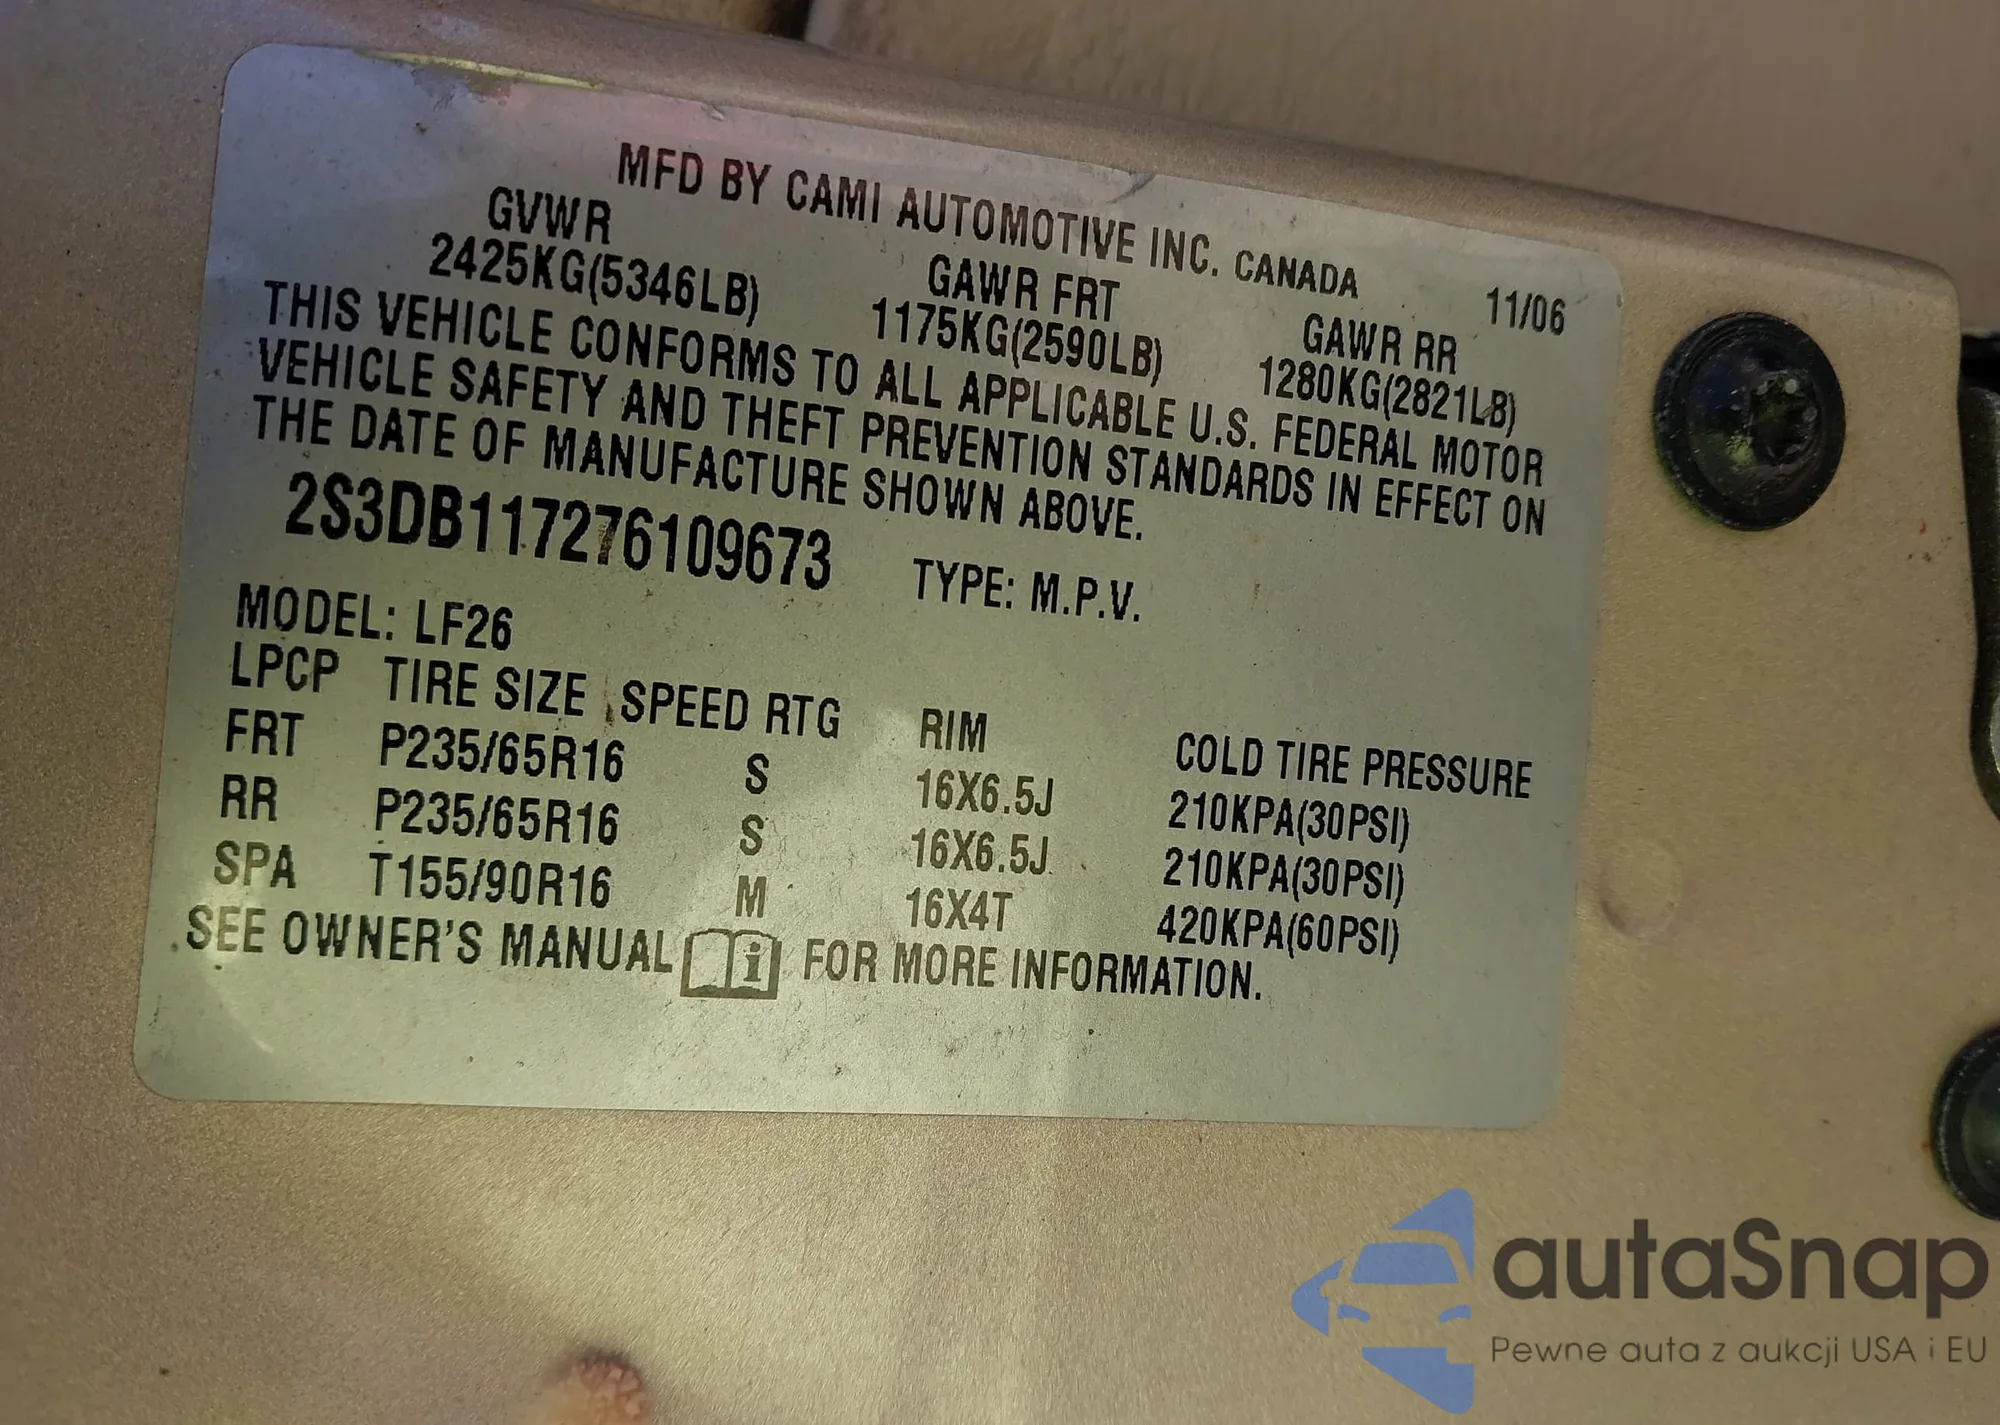 MFD BY CAMI AUTOMOTIVE INC. CANADA 11/06
GVWR GAWR FRT GAWR RR
2425KG(5346LB) 1175KG(2590LB) 1280KG(2821LB)
THIS VEHICLE CONFORMS TO ALL APPLICABLE U.S. FEDERAL MOTOR
VEHICLE SAFETY AND THEFT PREVENTION STANDARDS IN EFFECT ON
THE DATE OF MANUFACTURE SHOWN ABOVE.
2S3DB117276109673 TYPE: M.P.V.
MODEL: LF26
LPCP TIRE SIZE SPEED RTG RIM COLD TIRE PRESSURE
FRT P235/65R16 S 16X6.5J 210KPA(30PSI)
RR P235/65R16 S 16X6.5J 210KPA(30PSI)
SPA T155/90R16 M 16X4T 420KPA(60PSI)
SEE OWNER'S MANUAL i FOR MORE INFORMATION.
autaSnap
Pewne auta z aukcji USA i EU